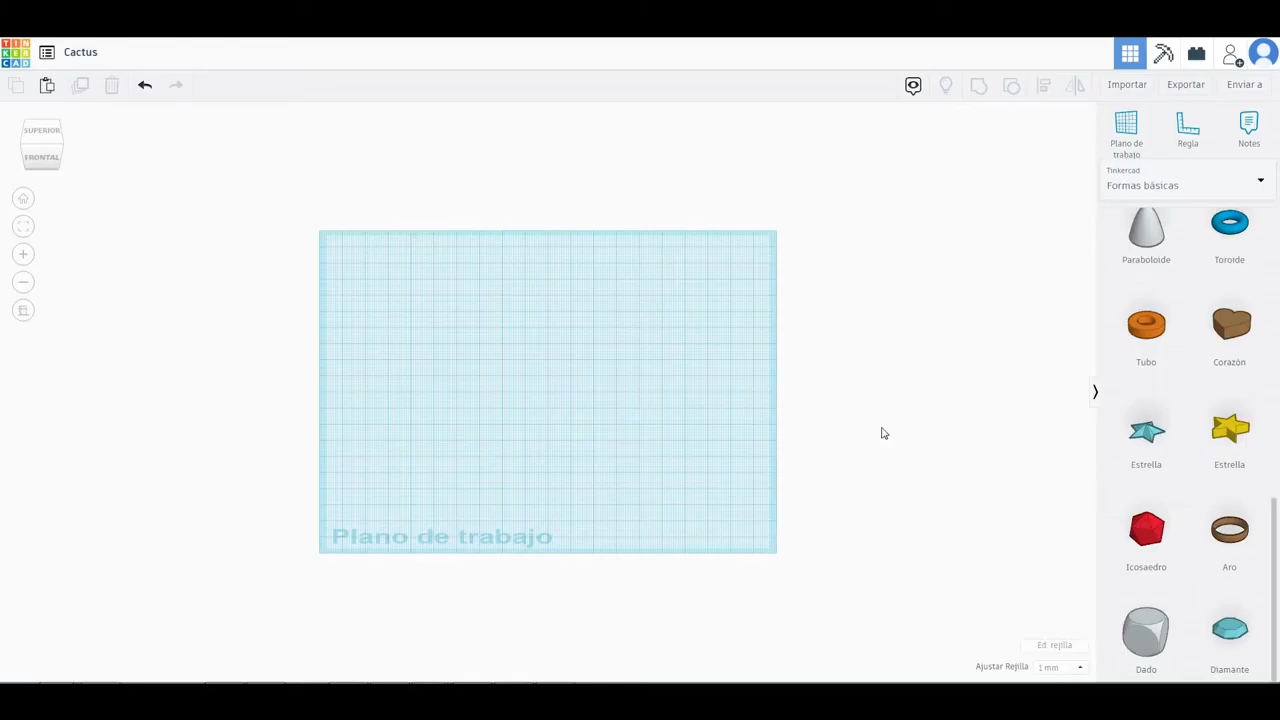 TIN
KER
CAD
Cactus
Importar
Exportar
Enviar a
SUPERIOR
FRONTAL
Plano de
trabajo
Regla
Notes
Tinkercad
Formas básicas
Paraboloide
Toroide
Tubo
Corazón
Estrella
Estrella
Icosaedro
Aro
Dado
Diamante
Plano de trabajo
Ed. rejilla
Ajustar Rejilla
1 mm